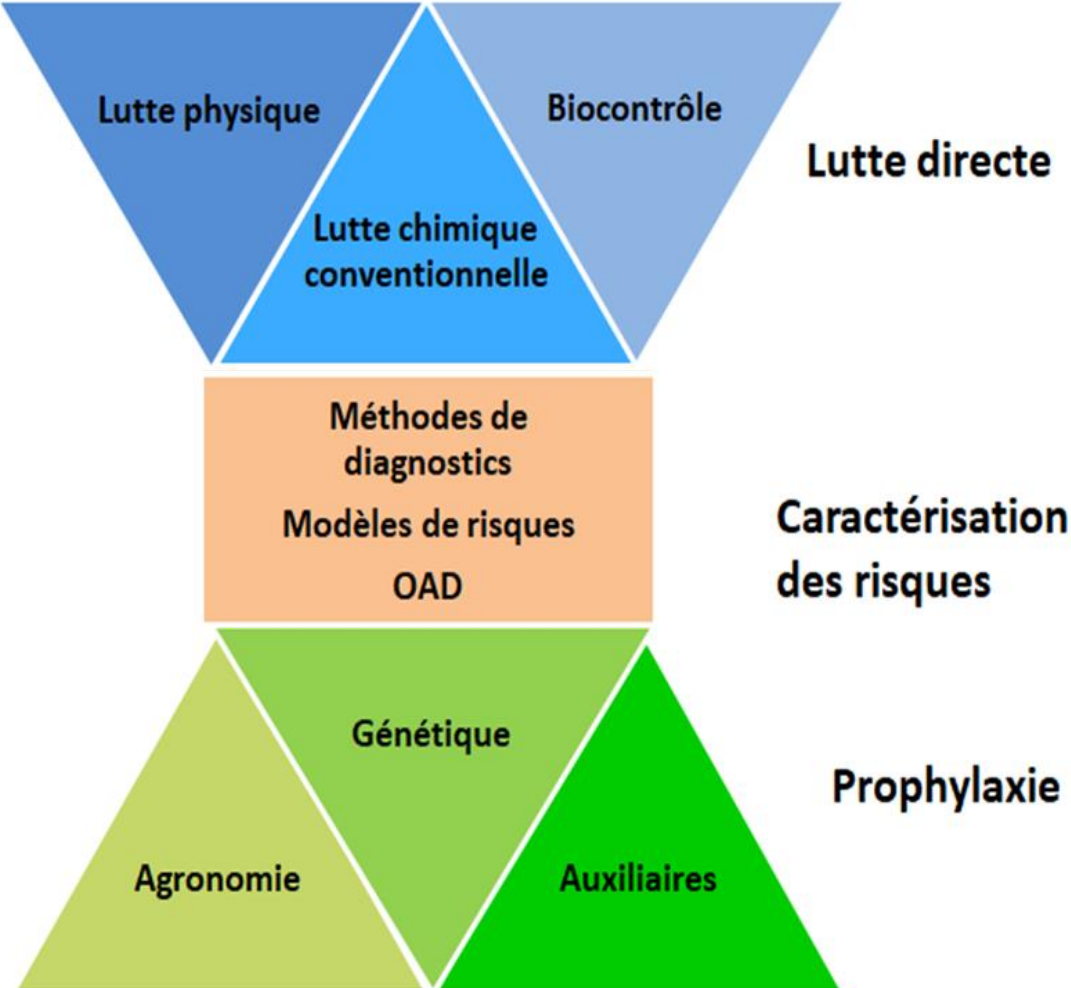 Lutte physique
Biocontrôle
Lutte directe
Lutte chimique
conventionnelle
Méthodes de
diagnostics
Modèles de risques
OAD
Caractérisation
des risques
Génétique
Prophylaxie
Agronomie
Auxiliaires